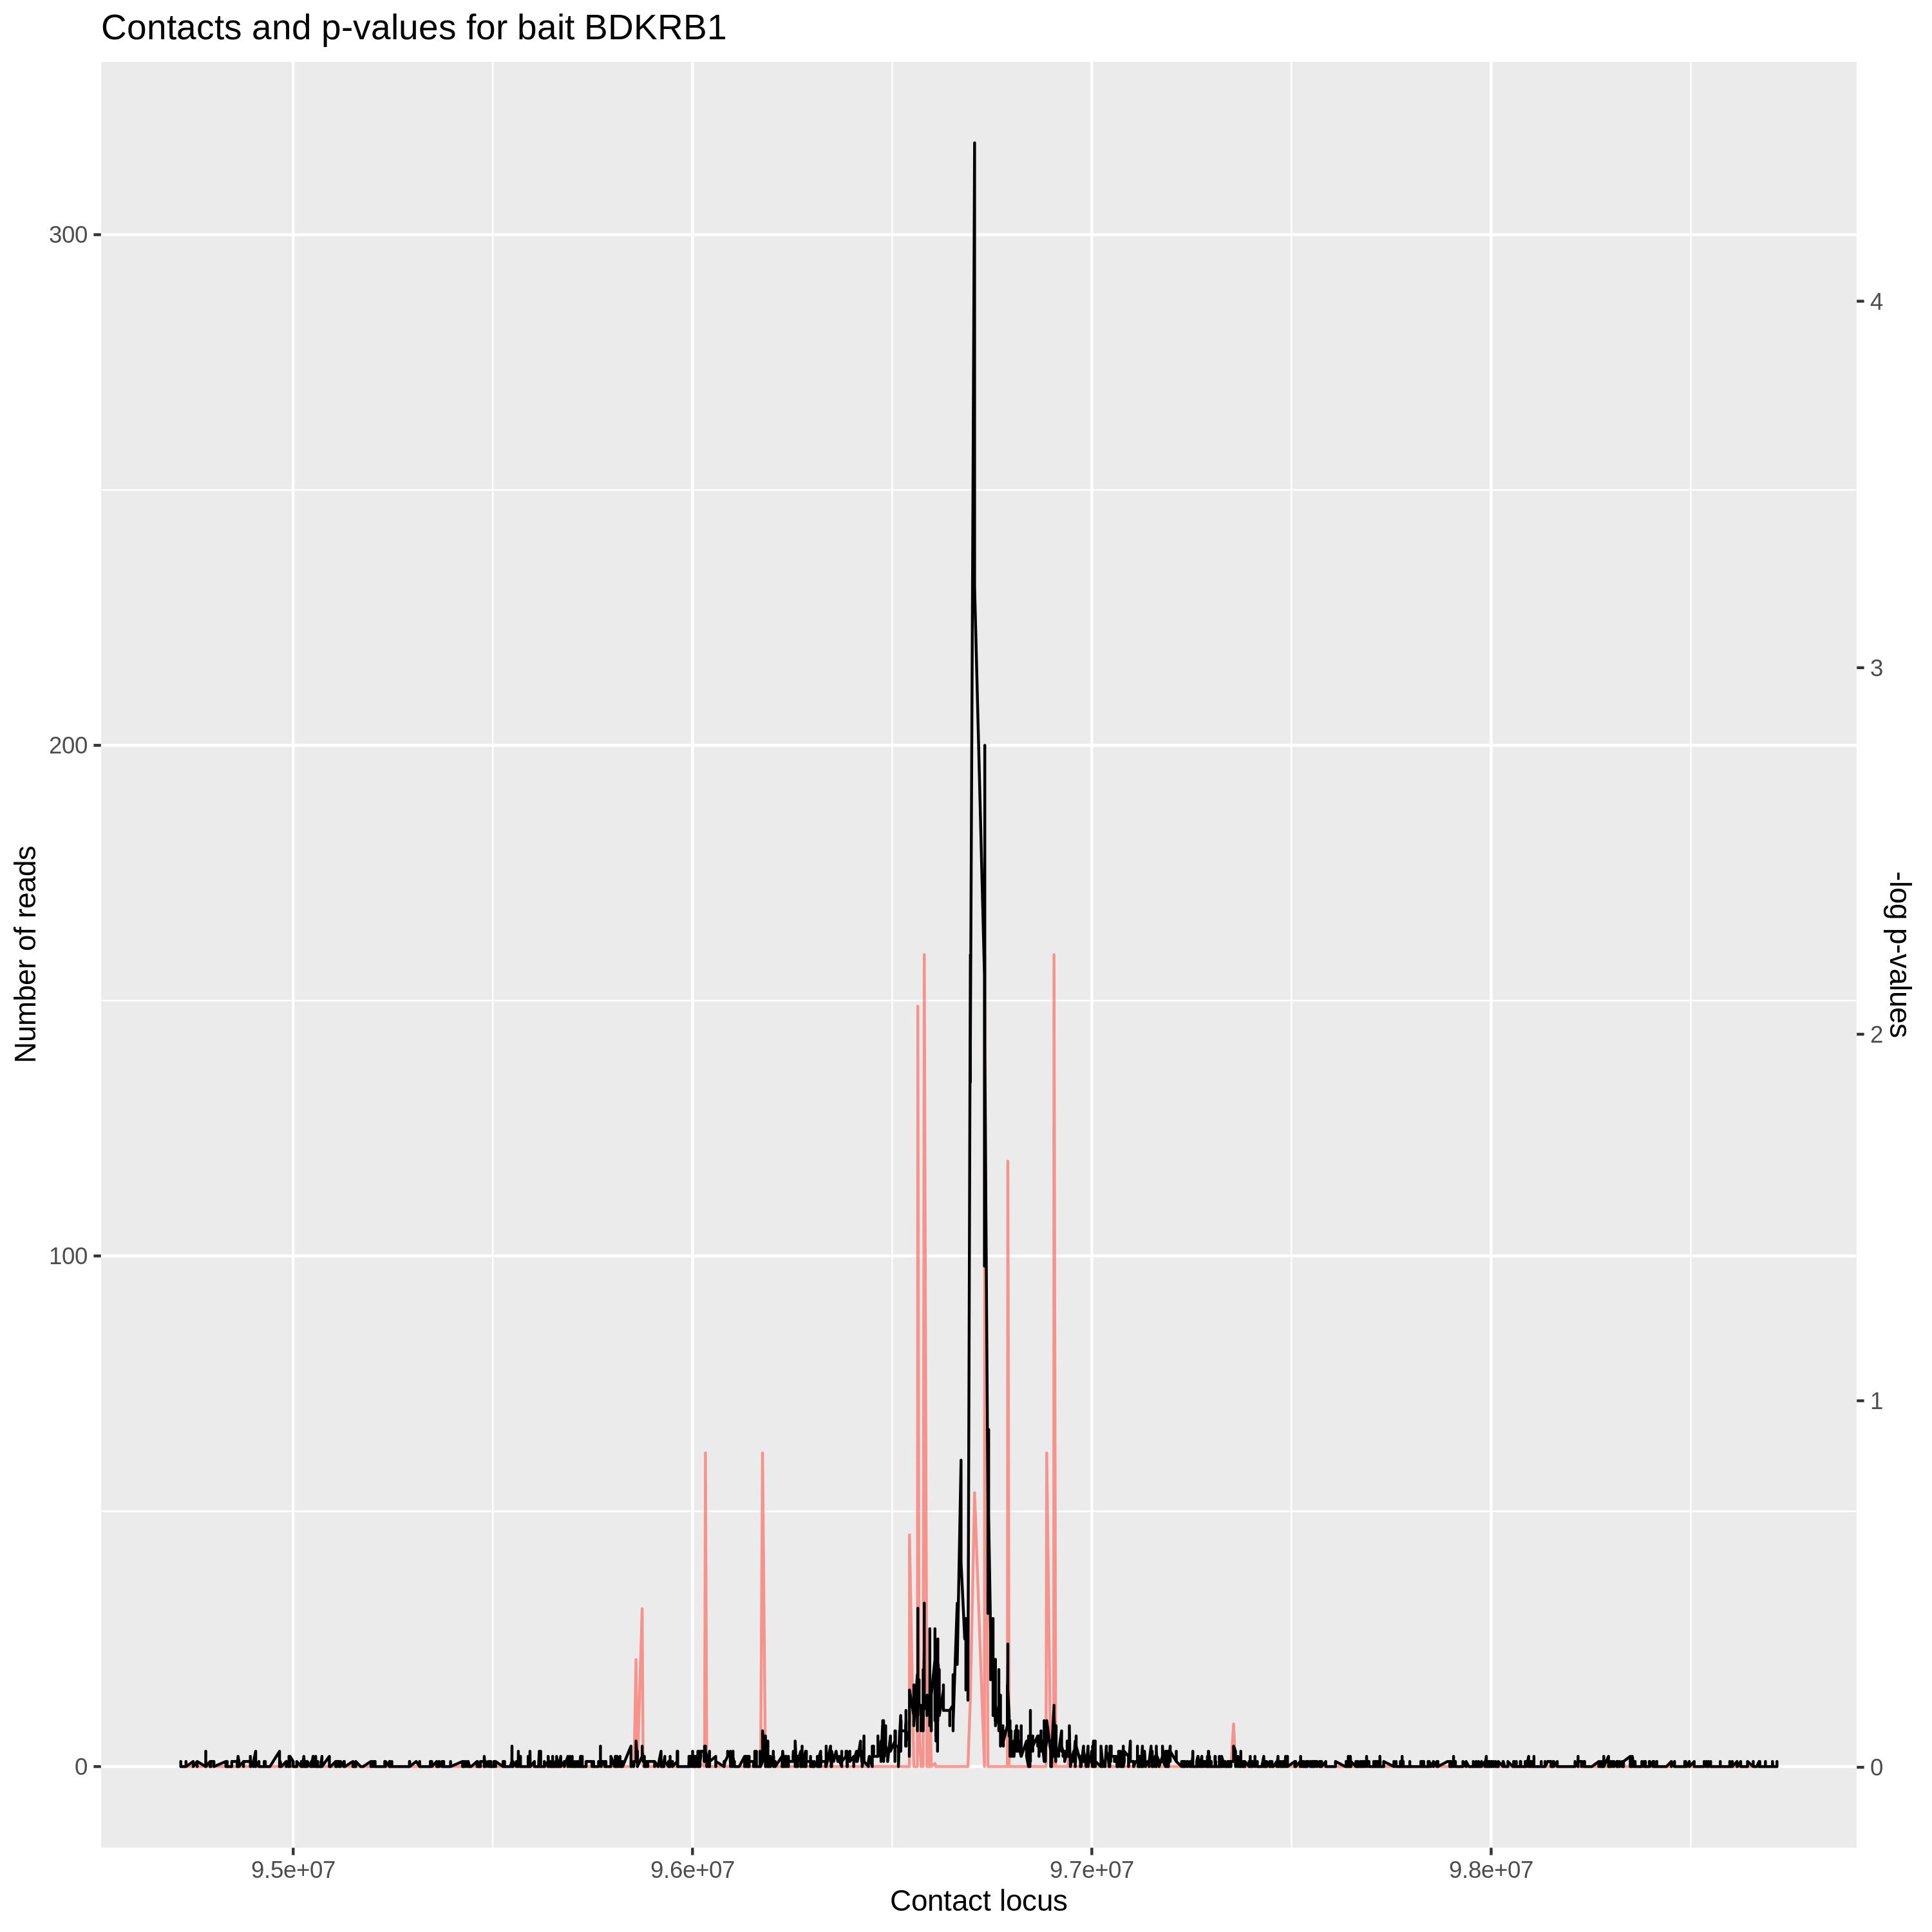 Contacts and p-values for bait BDKRB1
300
200
100
0
Number of reads
4
3
2
1
0
-log p-values
9.5e+07
9.6e+07
9.7e+07
9.8e+07
Contact locus